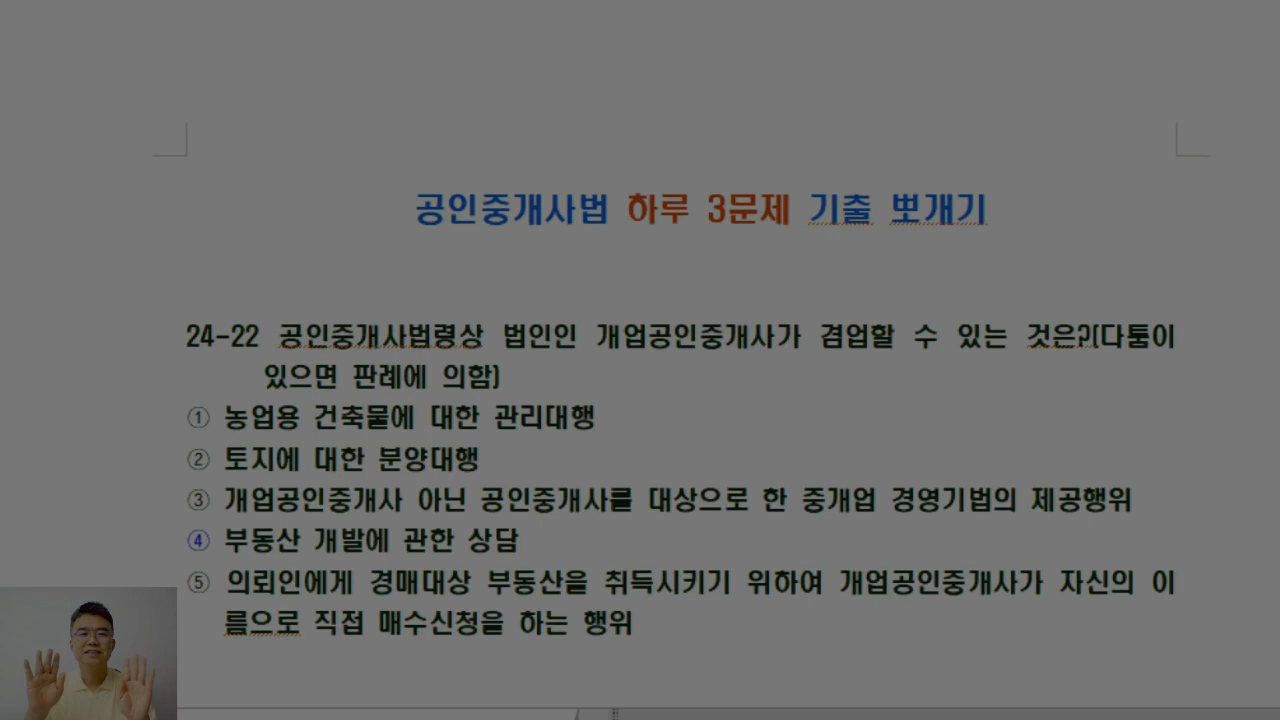 공인중개사법 하루 3문제 기출 뽀개기
24-22 공인중개사법령상 법인인 개업공인중개사가 겸업할 수 있는 것은?(다툼이
있으면 판례에 의함)
① 농업용 건축물에 대한 관리대행
② 토지에 대한 분양대행
③ 개업공인중개사 아닌 공인중개사를 대상으로 한 중개업 경영기법의 제공행위
④ 부동산 개발에 관한 상담
⑤ 의뢰인에게 경매대상 부동산을 취득시키기 위하여 개업공인중개사가 자신의 이
름으로 직접 매수신청을 하는 행위